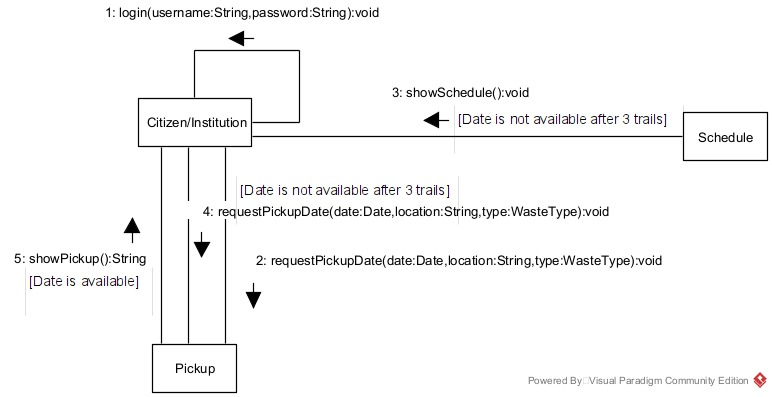 1: login(username:String,password:String):void
3: showSchedule():void
[Date is not available after 3 trails]
Citizen/Institution
Schedule
[Date is not available after 3 trails]
4: requestPickupDate(date:Date,location:String,type:WasteType):void
5: showPickup():String
2: requestPickupDate(date:Date,location:String,type:WasteType):void
[Date is available]
Pickup
Powered By Visual Paradigm Community Edition